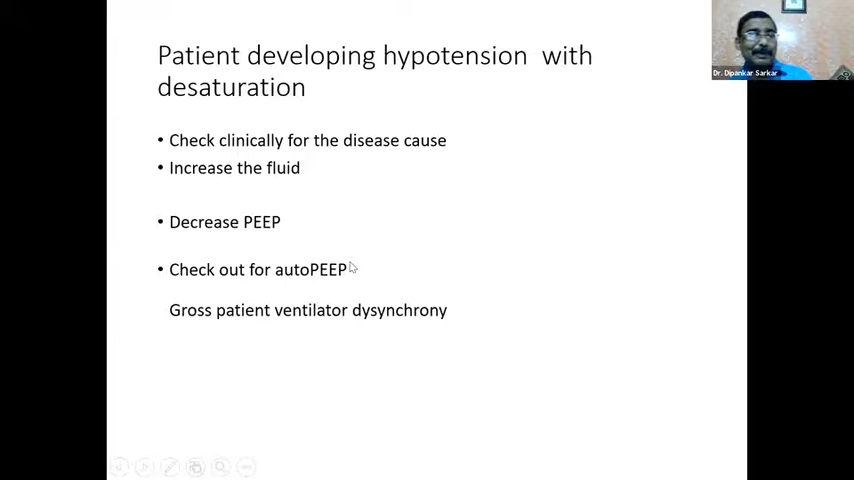 Patient developing hypotension with
desaturation
• Check clinically for the disease cause
• Increase the fluid
• Decrease PEEP
• Check out for autoPEEP
Gross patient ventilator dysynchrony
Dr. Dipankar Sarkar